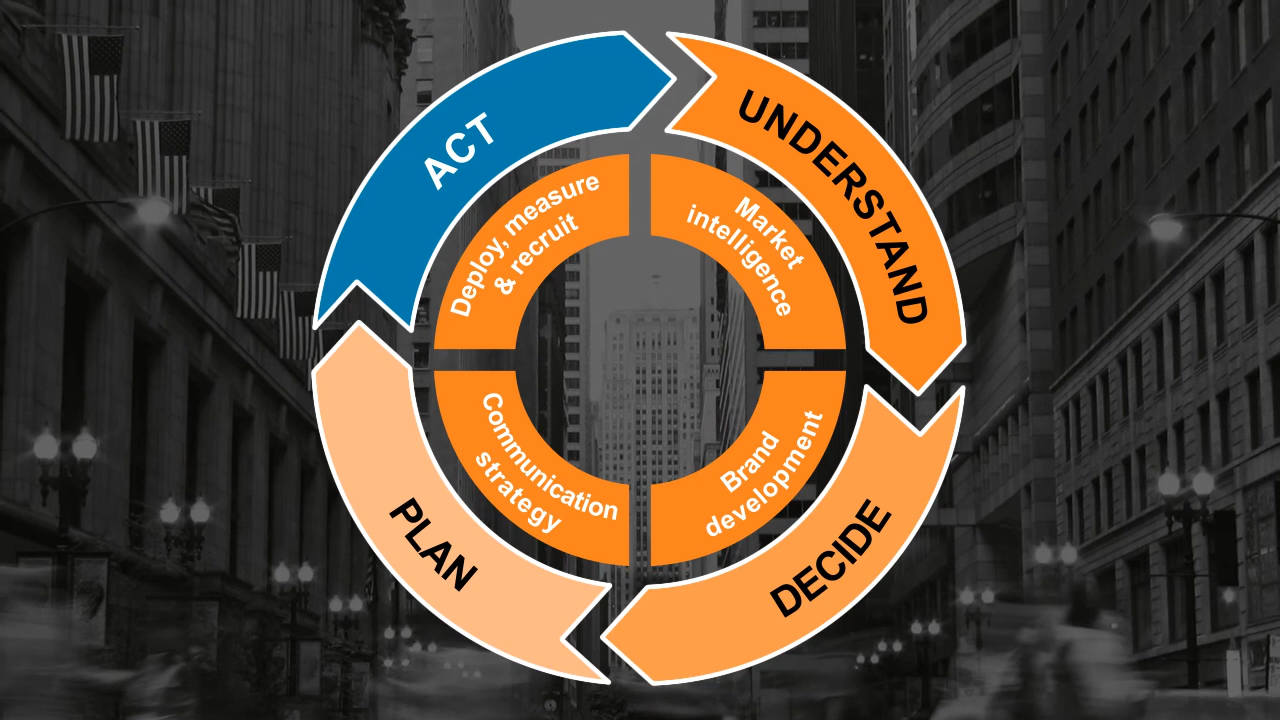 ACT
UNDERSTAND
DECIDE
PLAN
Deploy, measure
& recruit
Market
intelligence
Brand
development
Communication
strategy